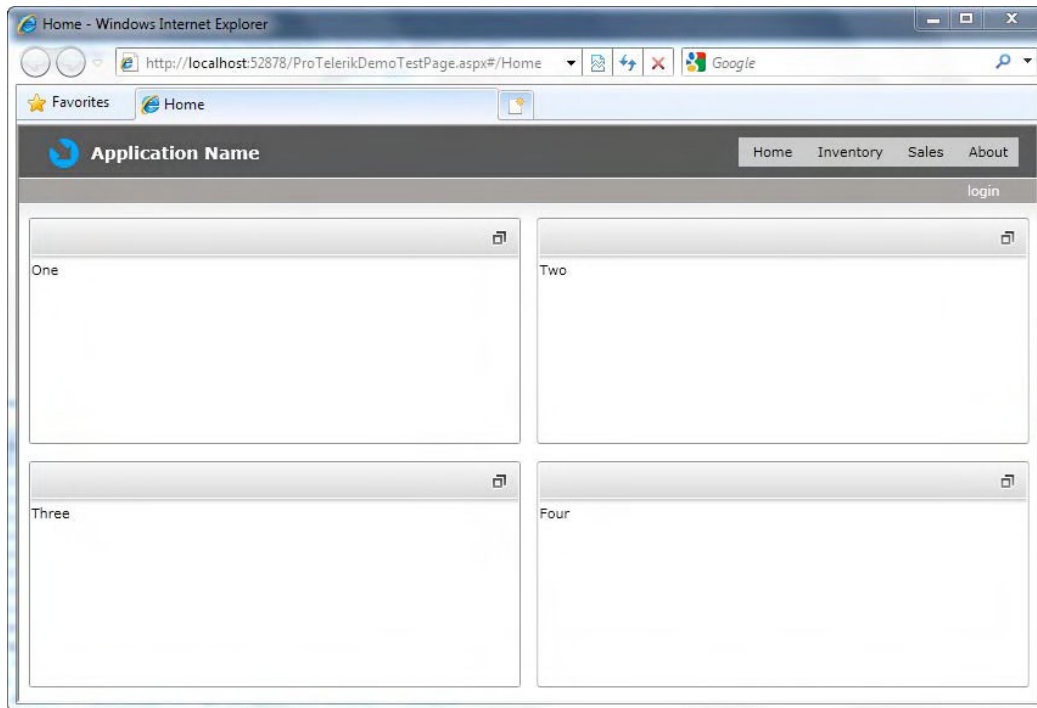 Home - Windows Internet Explorer
http://localhost:52878/ProTelerikDemoTestPage.aspx#/Home Google
Favorites Home
Application Name Home Inventory Sales About
login
One Two
Three Four